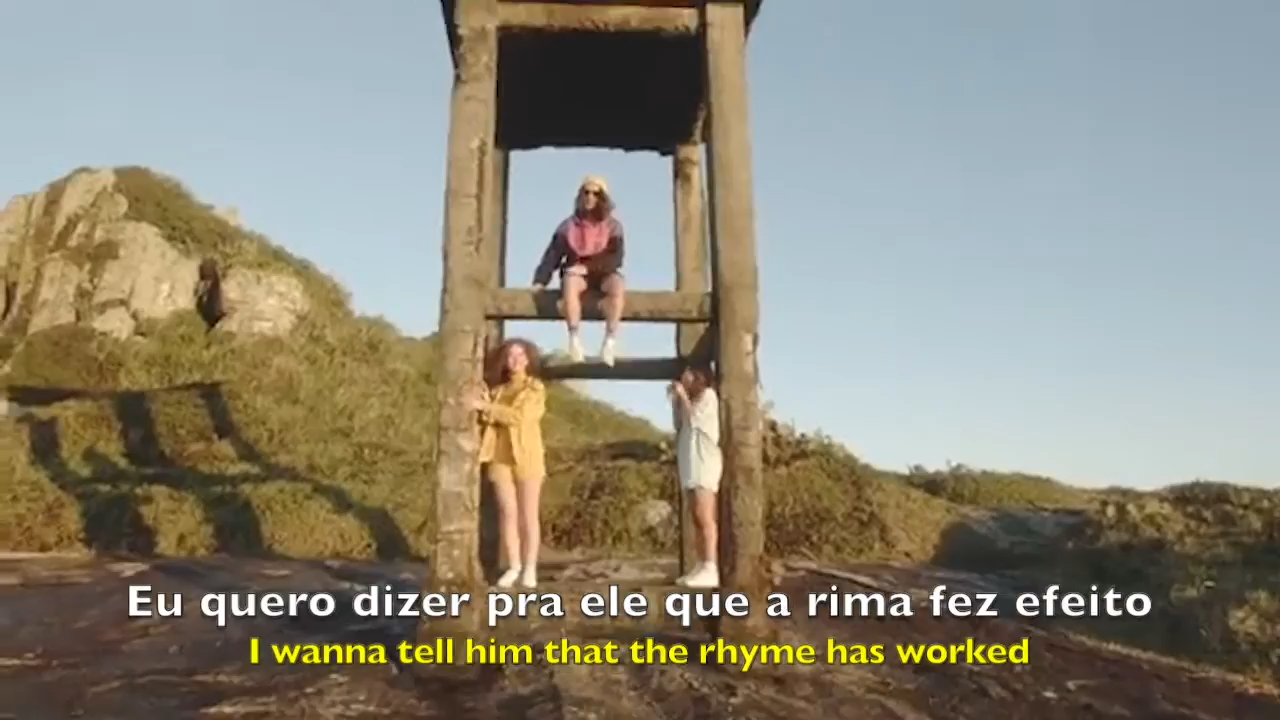 Eu quero dizer pra ele que a rima fez efeito
I wanna tell him that the rhyme has worked